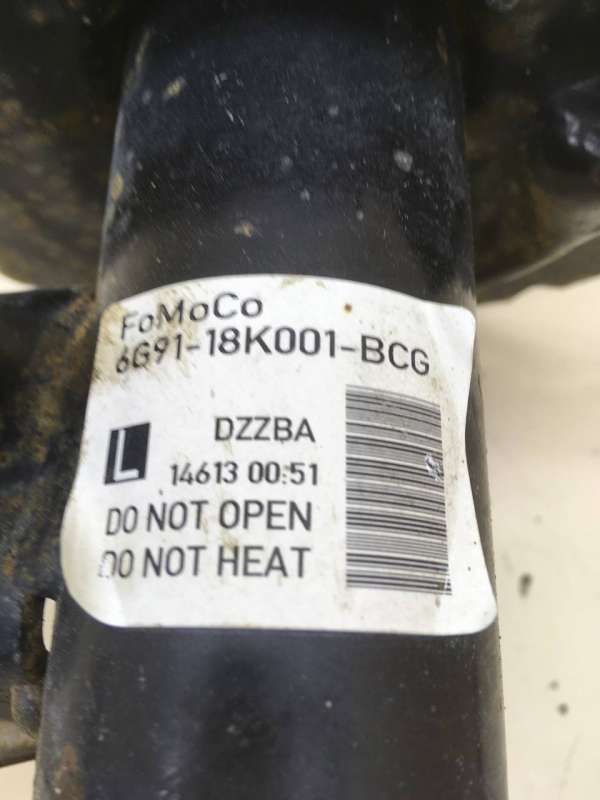 FoMoCo
6G91-18K001-BCG
L DZZBA
14613 00:51
DO NOT OPEN
DO NOT HEAT